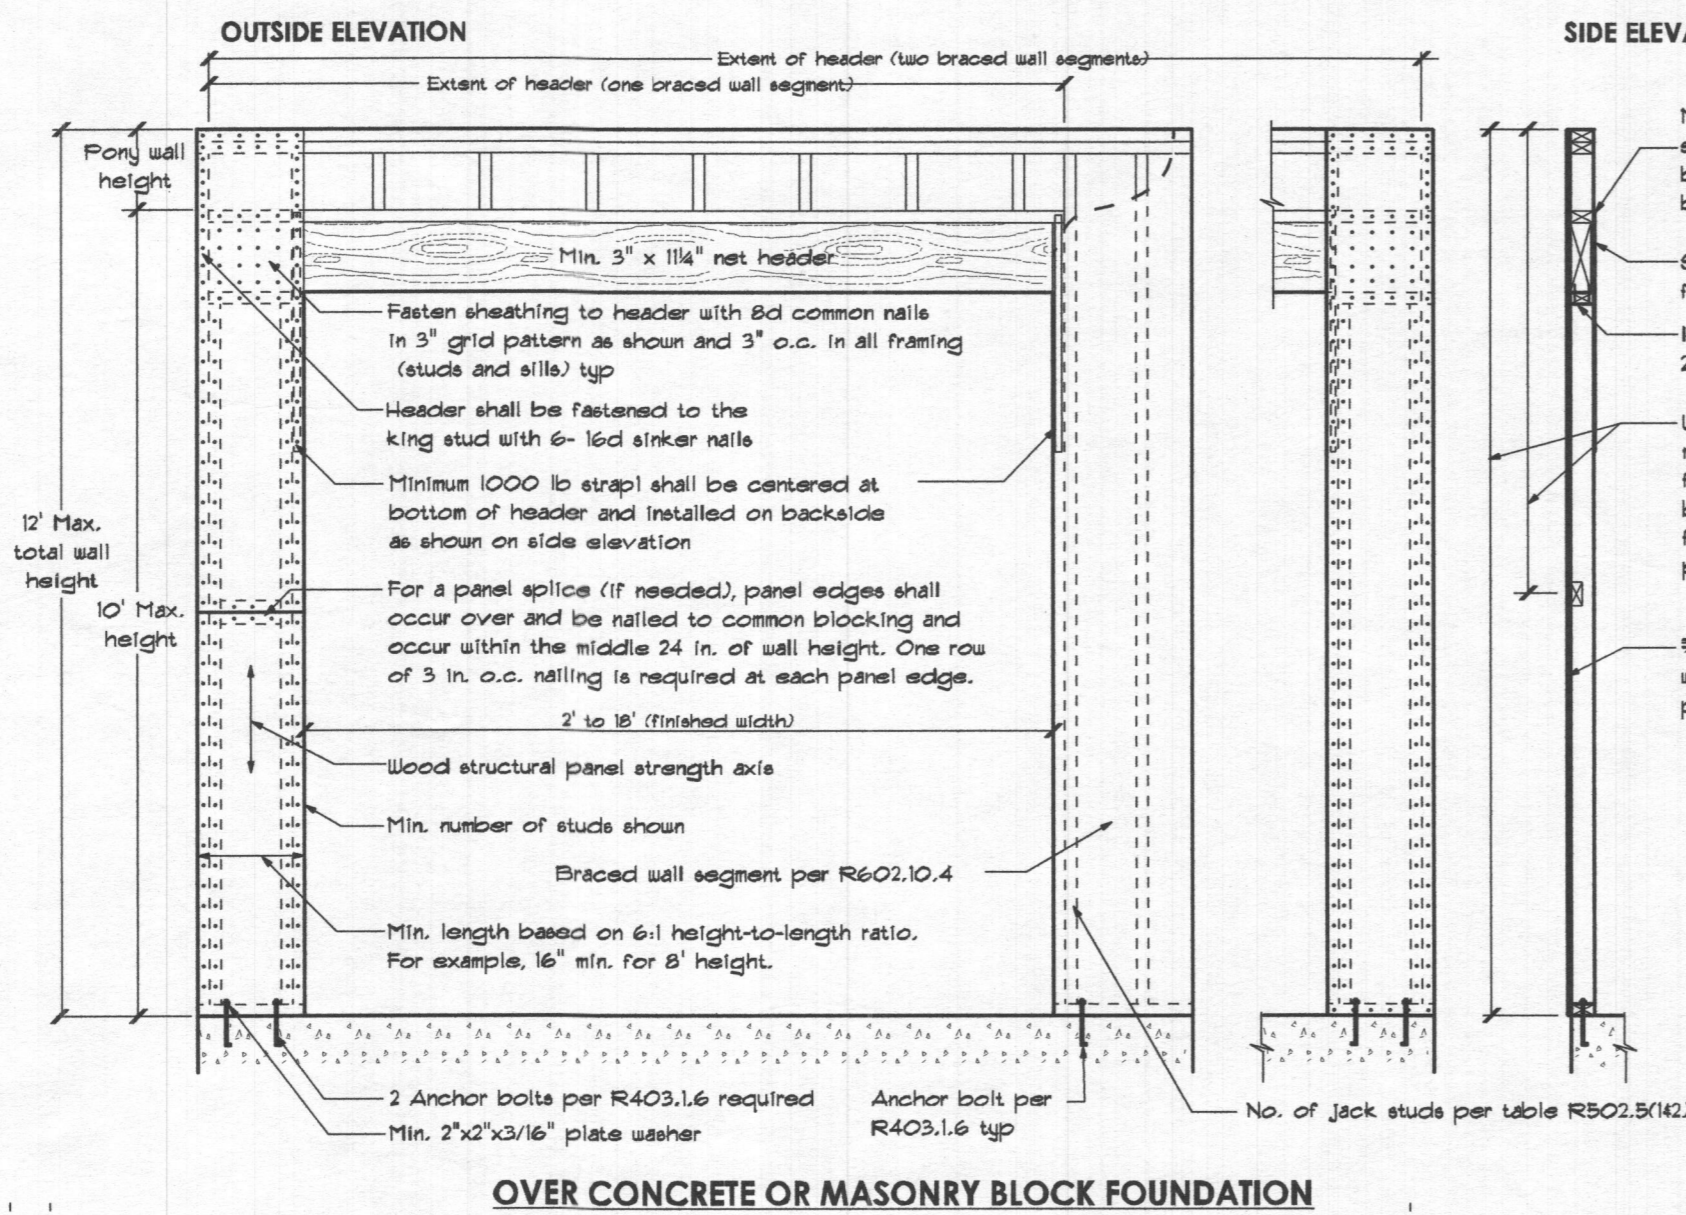 OUTSIDE ELEVATION
SIDE ELEVA
Extent of header (two braced wall segments)
Extent of header (one braced wall segment)
Pony wall
height
Min. 3" x 11¼" net header
Fasten sheathing to header with 8d common nails
in 3" grid pattern as shown and 3" o.c. in all framing
(studs and sills) typ
Header shall be fastened to the
king stud with 6- 16d sinker nails
Minimum 1000 lb strap1 shall be centered at
bottom of header and installed on backside
as shown on side elevation
12' Max.
total wall
height
10' Max.
height
For a panel splice (if needed), panel edges shall
occur over and be nailed to common blocking and
occur within the middle 24 in. of wall height. One row
of 3 in. o.c. nailing is required at each panel edge.
2' to 18' (finished width)
Wood structural panel strength axis
Min. number of studs shown
Braced wall segment per R602.10.4
Min. length based on 6:1 height-to-length ratio.
For example, 16" min. for 8' height.
2 Anchor bolts per R403.1.6 required
Min. 2"x2"x3/16" plate washer
Anchor bolt per
R403.1.6 typ
No. of jack studs per table R502.5(1&2
OVER CONCRETE OR MASONRY BLOCK FOUNDATION